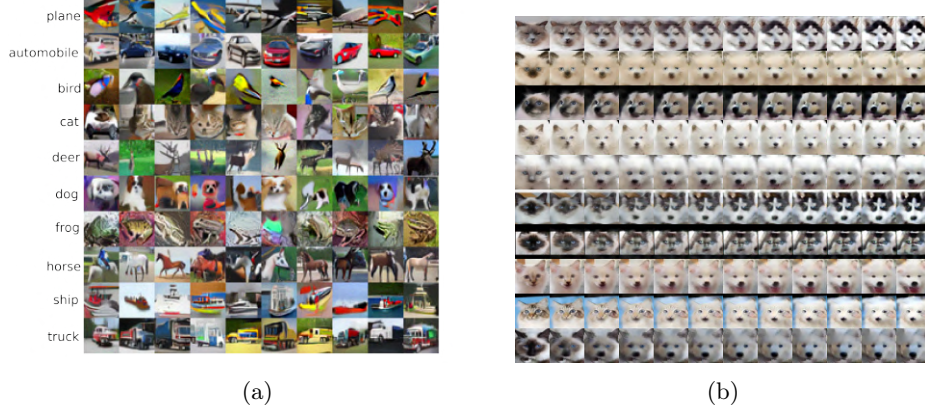 plane
automobile
bird
cat
deer
dog
frog
horse
ship
truck
(a)
(b)